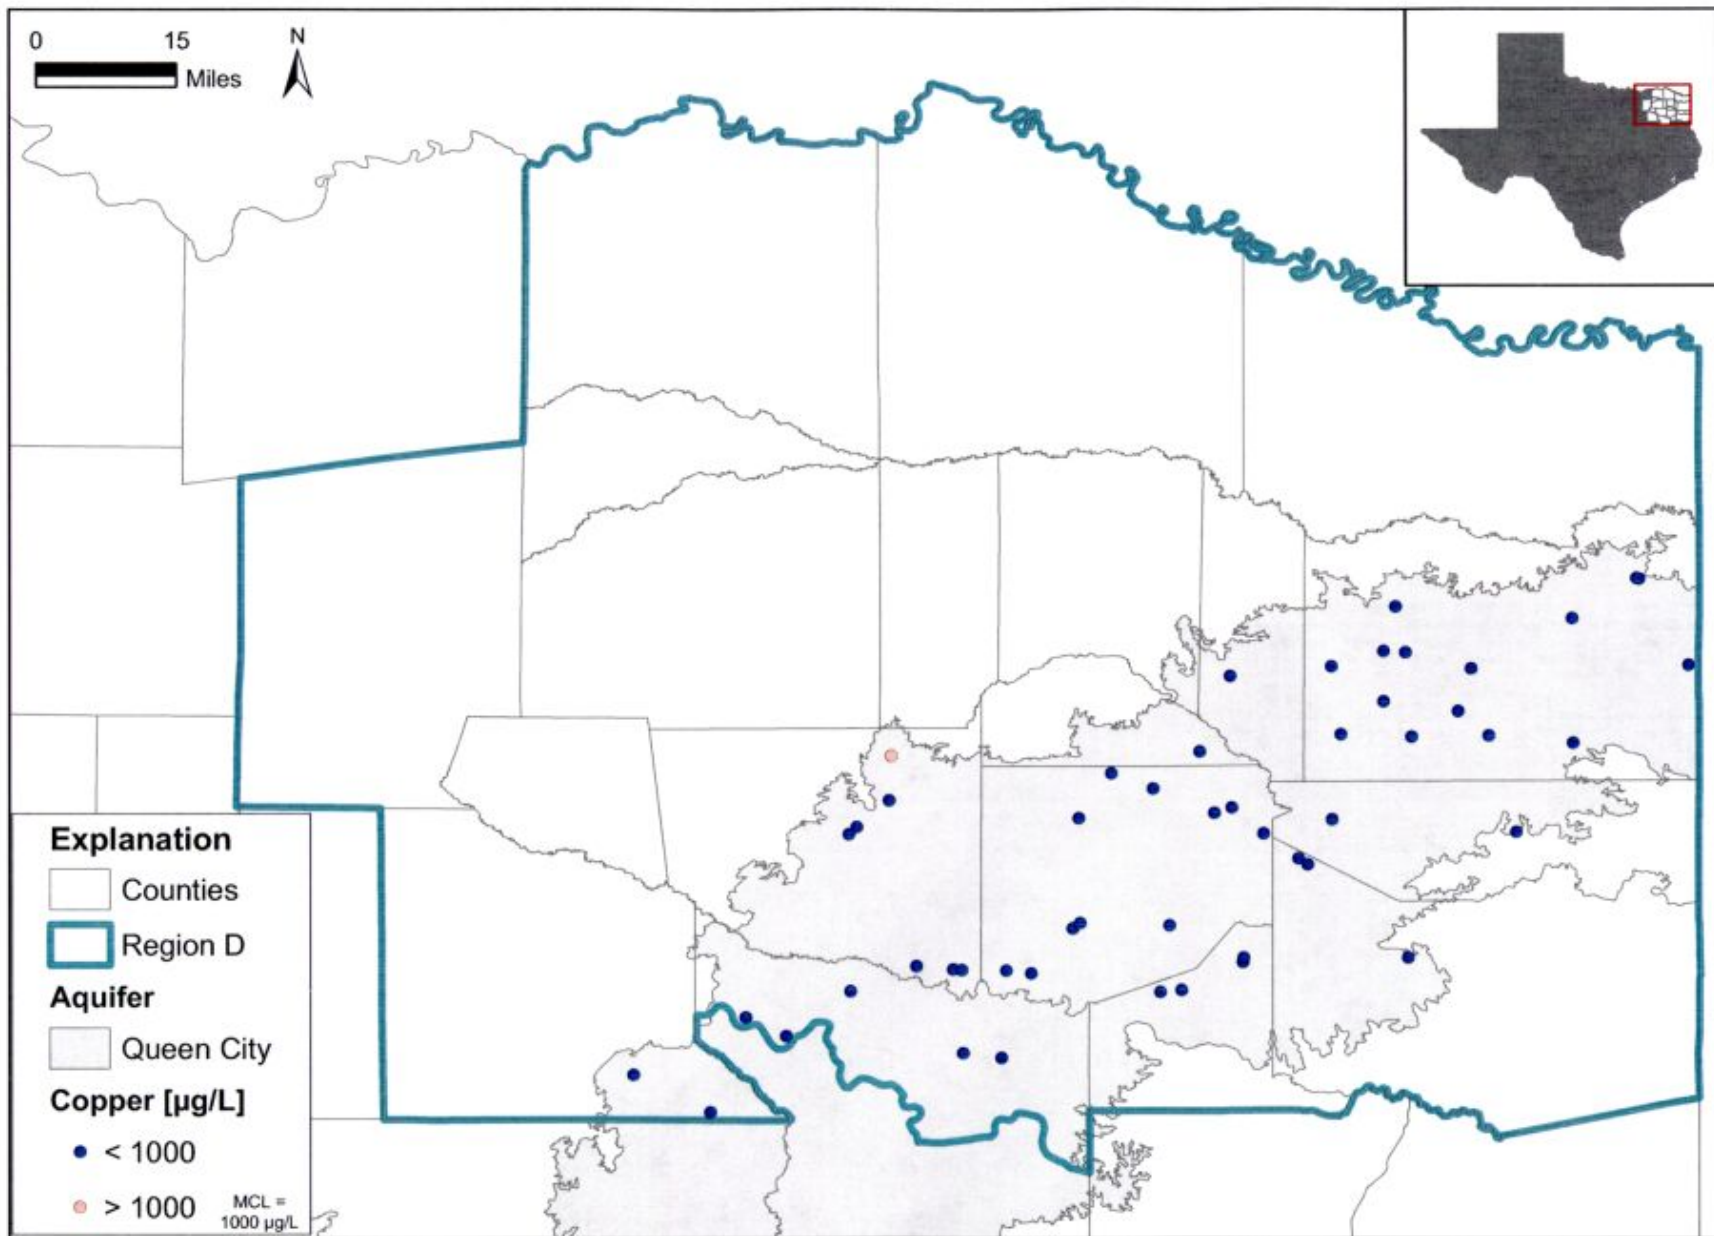 0 15
Miles
N
Explanation
Counties
Region D
Aquifer
Queen City
Copper [µg/L]
< 1000
> 1000
MCL =
1000 µg/L